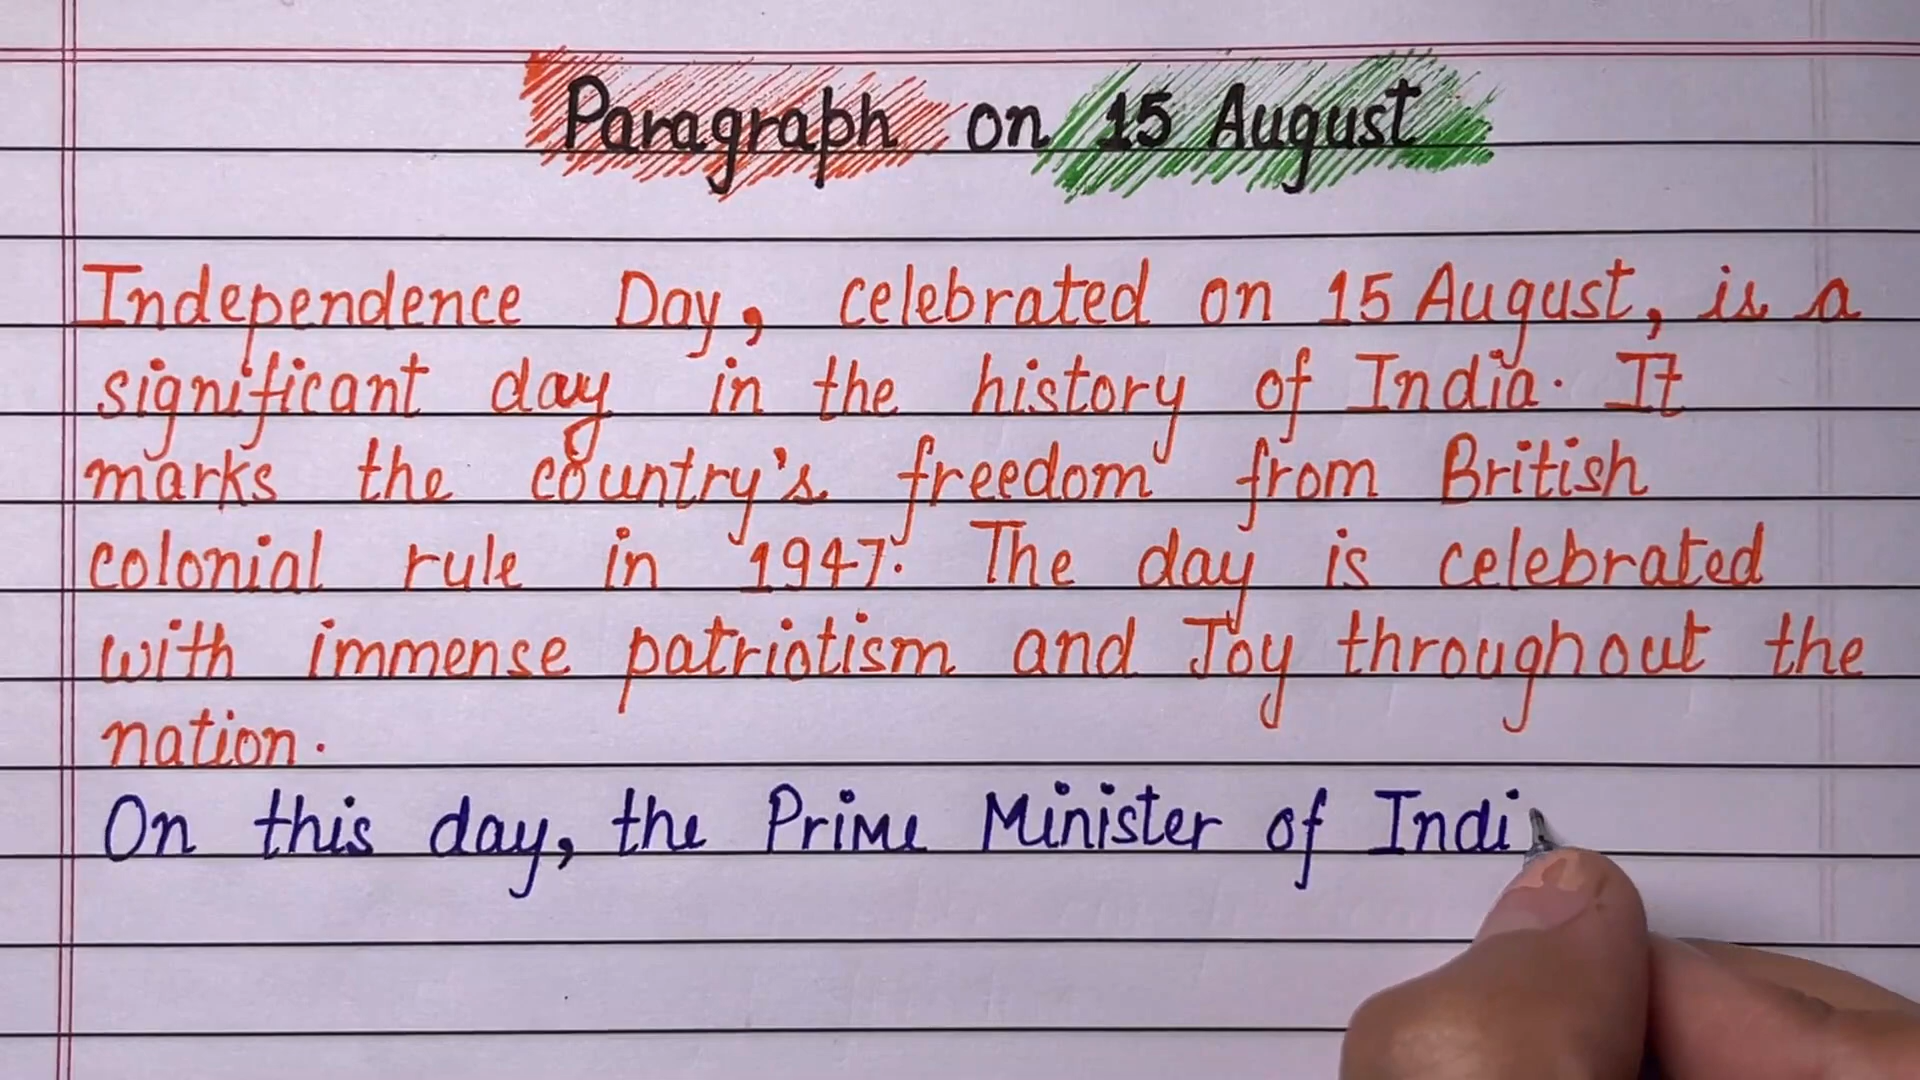 Paragraph on 15 August
Independence Day, celebrated on 15 August, is a
significant day in the history of India. It
marks the country's freedom from British
colonial rule in 1947. The day is celebrated
with immense patriotism and Joy throughout the
nation.
On this day, the Prime Minister of Indi